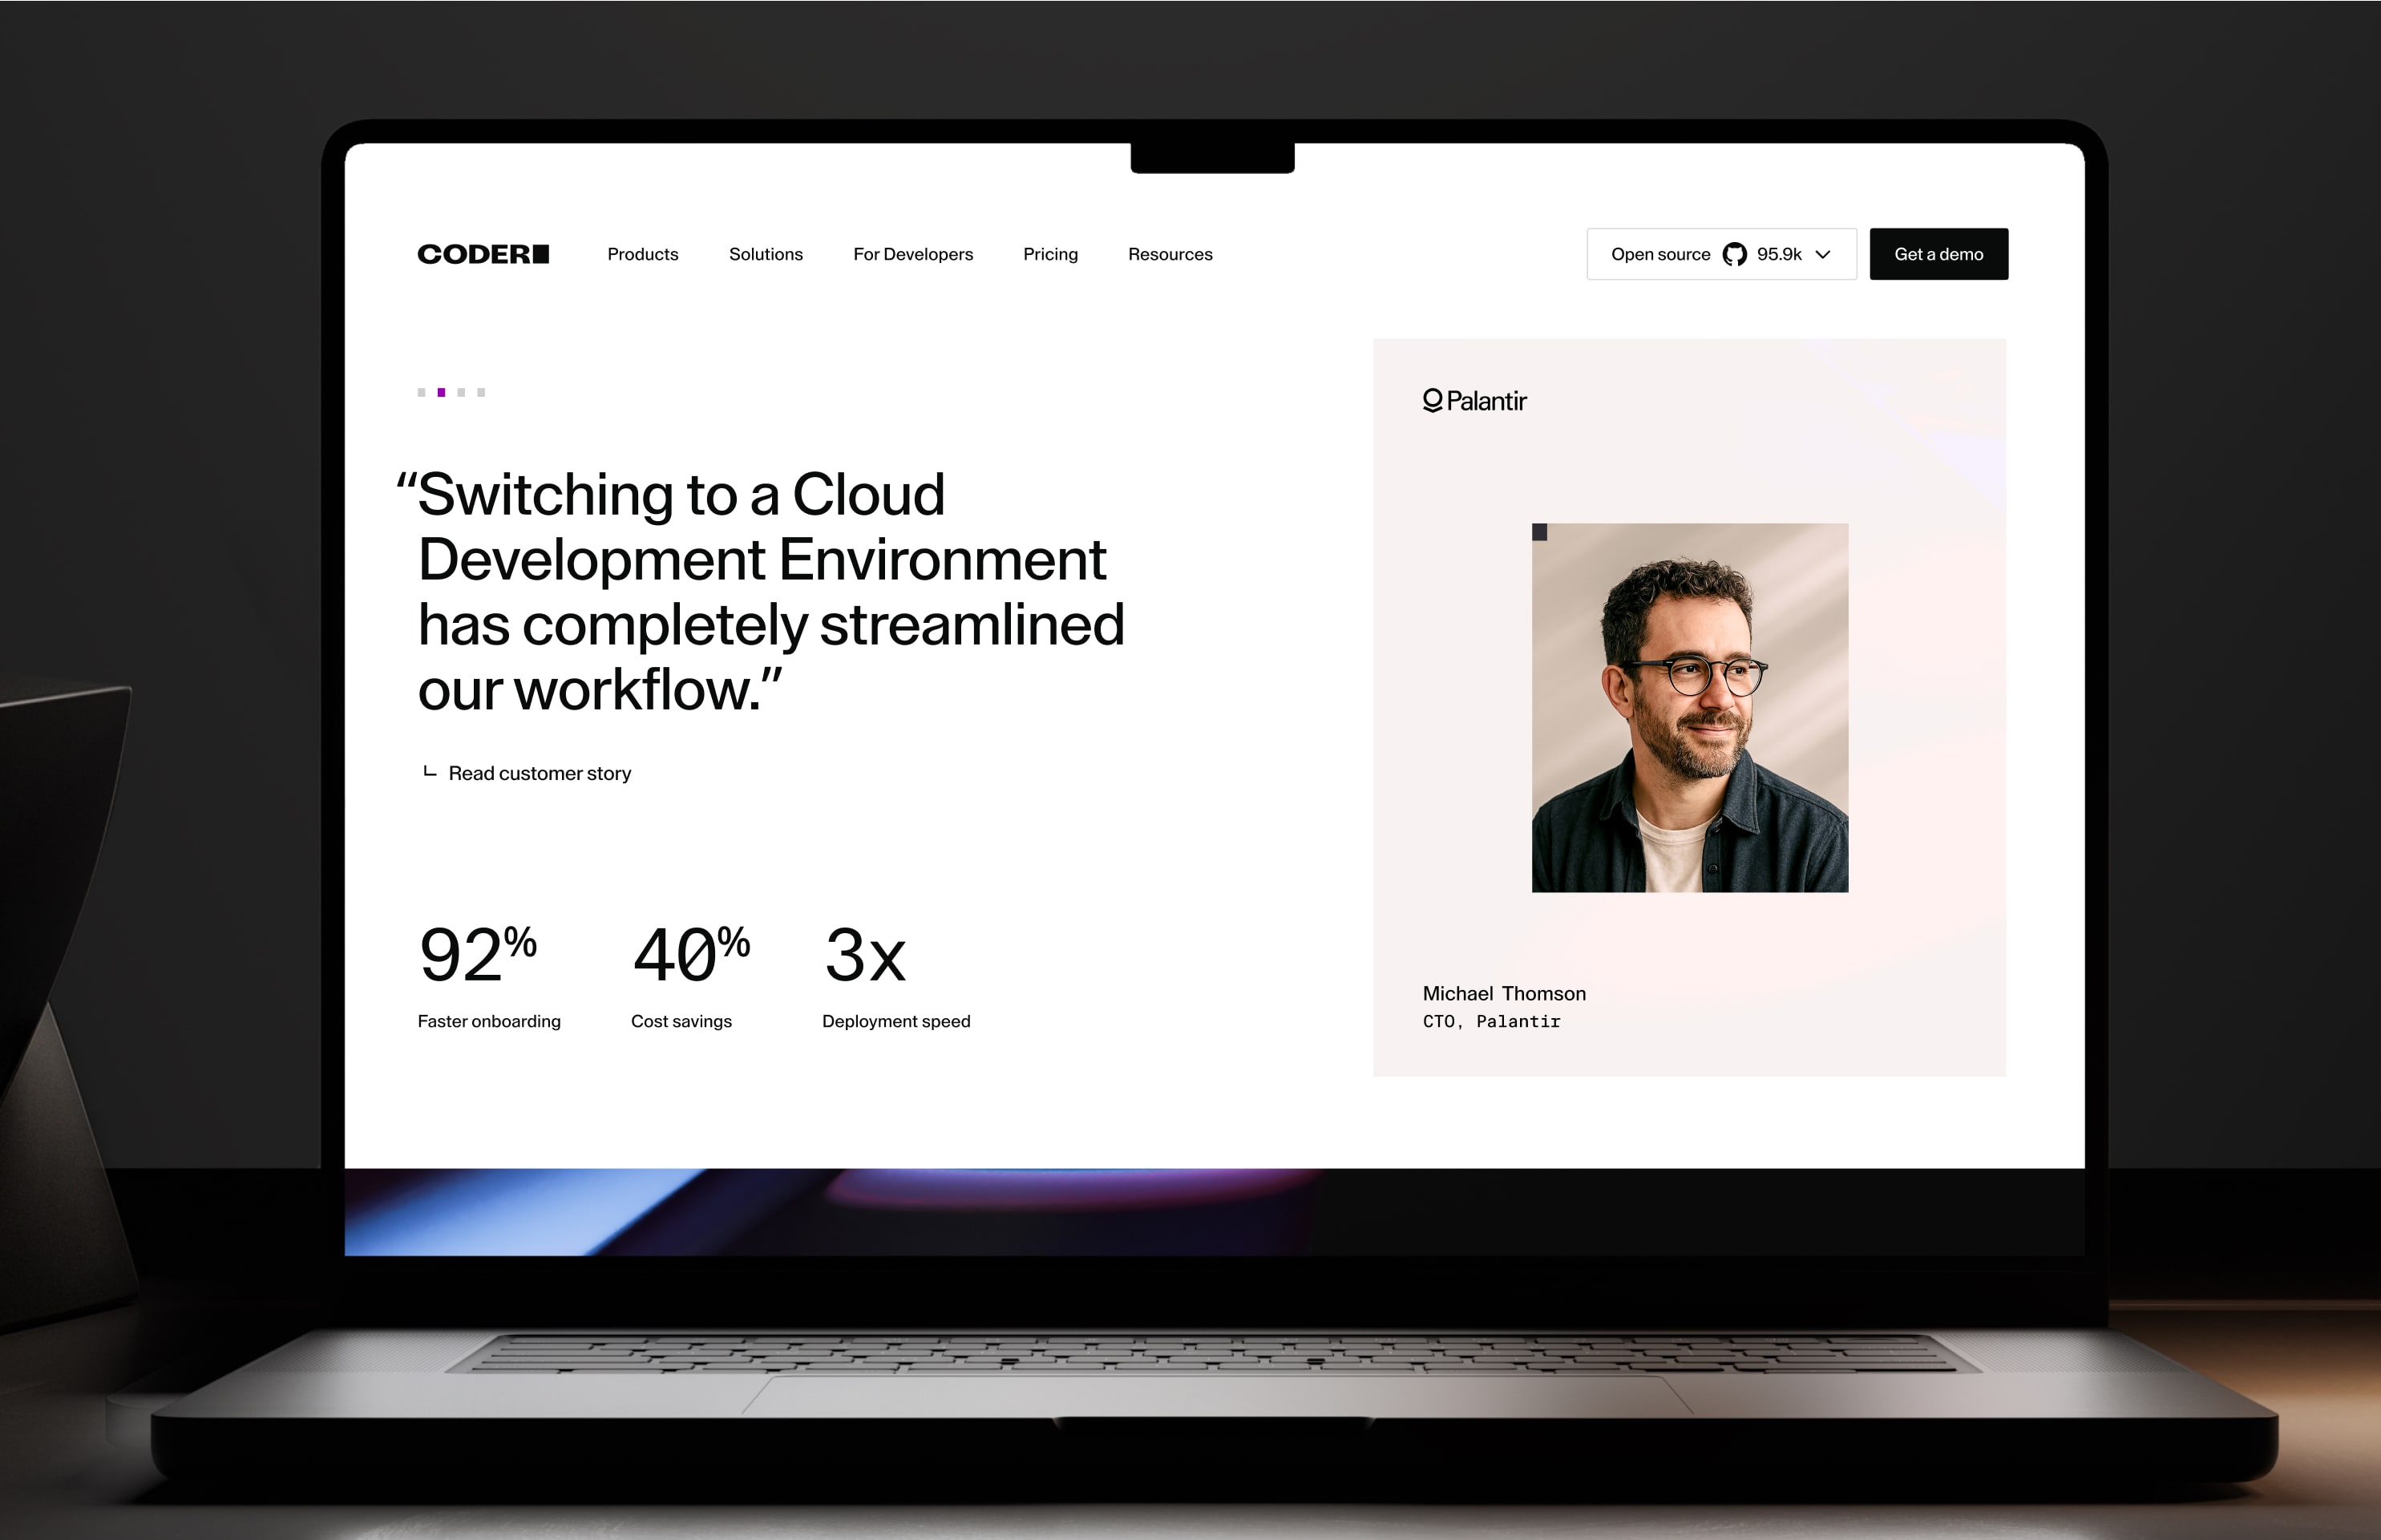 CODER
Products Solutions For Developers Pricing Resources
Open source 95.9k Get a demo
“Switching to a Cloud
Development Environment
has completely streamlined
our workflow.”
Read customer story
92% 40% 3x
Faster onboarding Cost savings Deployment speed
Palantir
Michael Thomson
CTO, Palantir